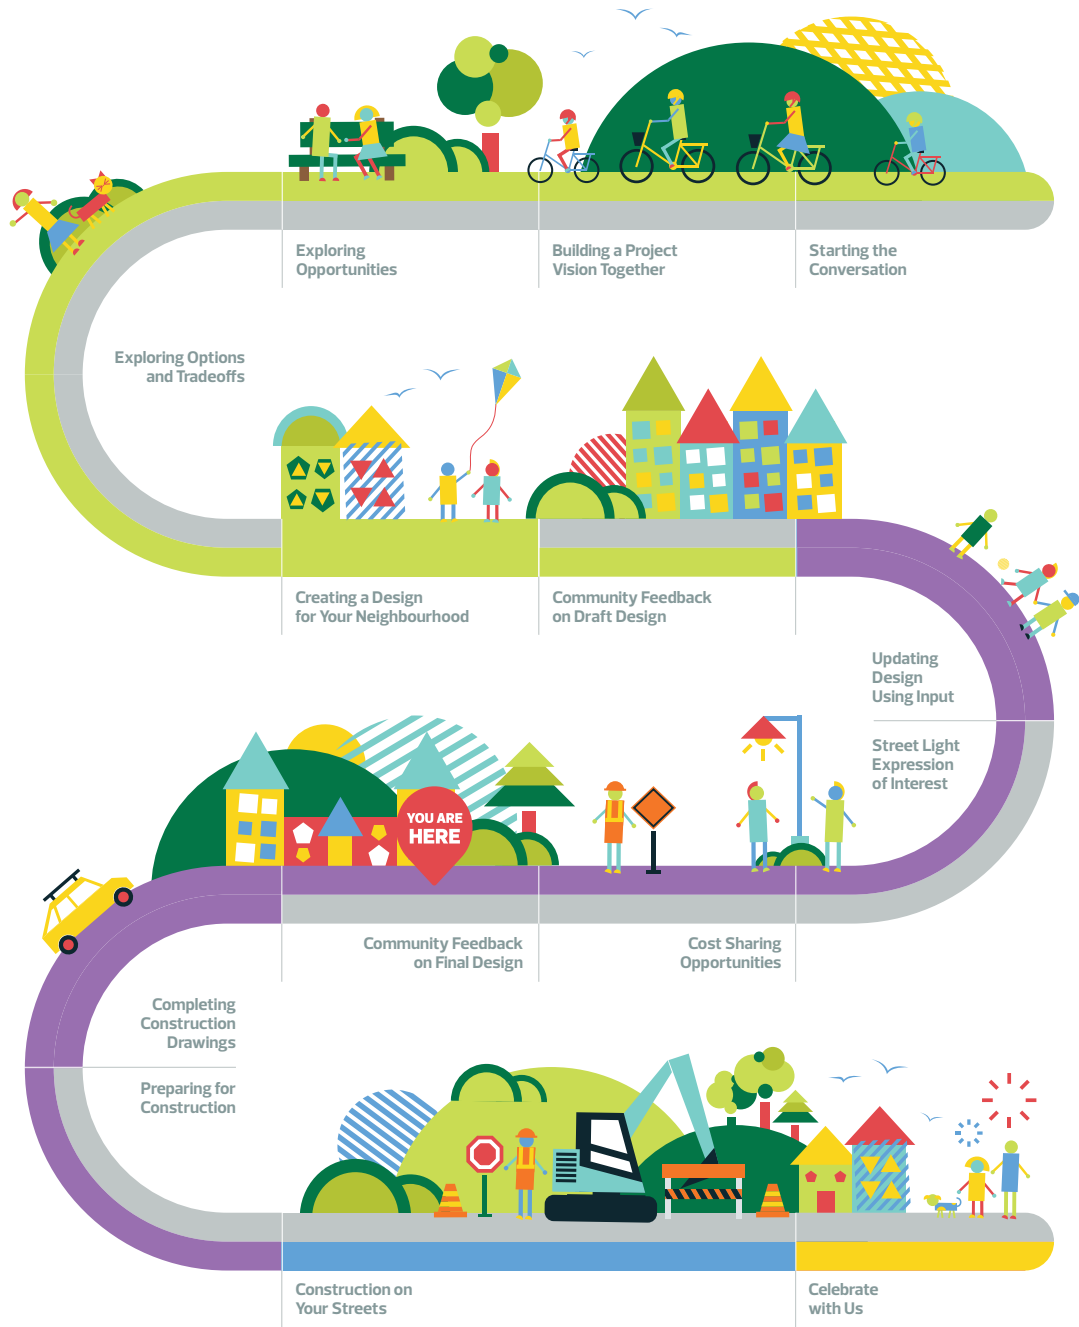 Exploring
Opportunities
Building a Project
Vision Together
Starting the
Conversation
Exploring Options
and Tradeoffs
Creating a Design
for Your Neighbourhood
Community Feedback
on Draft Design
Updating
Design
Using Input
Street Light
Expression
of Interest
YOU ARE
HERE
Community Feedback
on Final Design
Cost Sharing
Opportunities
Completing
Construction
Drawings
Preparing for
Construction
Construction on
Your Streets
Celebrate
with Us